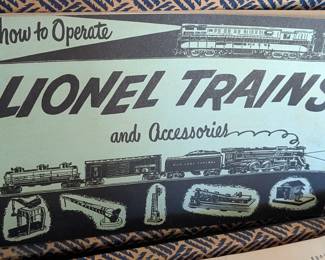 how to Operate
LIONEL TRAINS
and Accessories